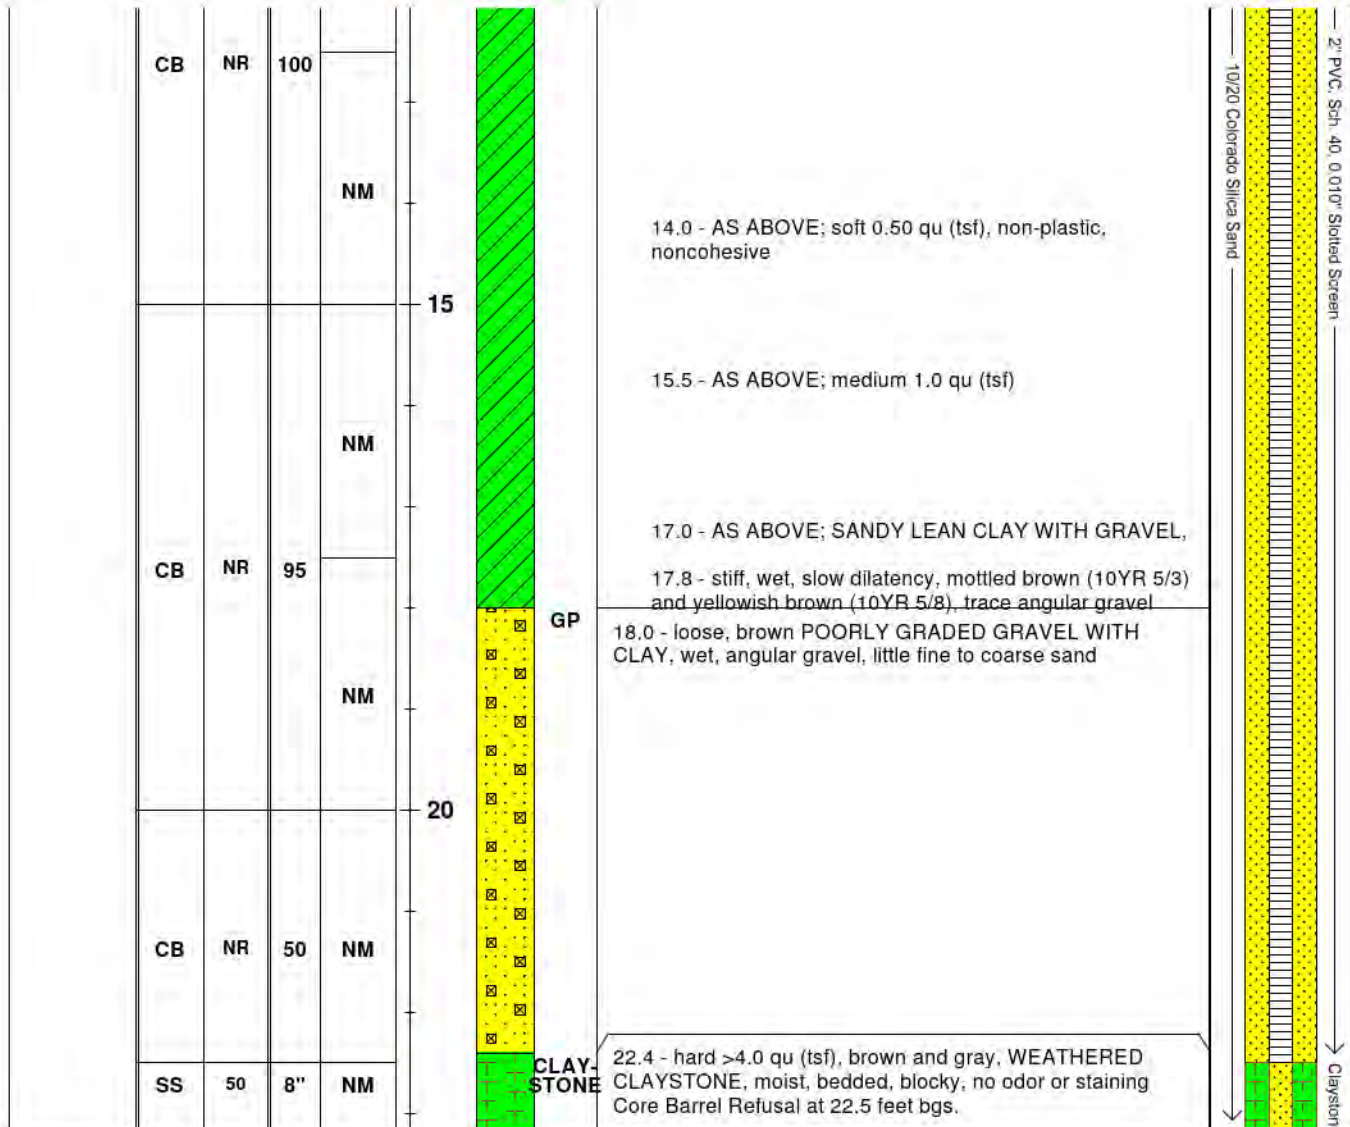 CB NR 100
NM
14.0 - AS ABOVE; soft 0.50 qu (tsf), non-plastic,
noncohesive
15
15.5 - AS ABOVE; medium 1.0 qu (tsf)
NM
17.0 - AS ABOVE; SANDY LEAN CLAY WITH GRAVEL,
CB NR 95
17.8 - stiff, wet, slow dilatency, mottled brown (10YR 5/3)
and yellowish brown (10YR 5/8), trace angular gravel
GP
18.0 - loose, brown POORLY GRADED GRAVEL WITH
CLAY, wet, angular gravel, little fine to coarse sand
NM
20
CB NR 50 NM
CLAY-
STONE
22.4 - hard >4.0 qu (tsf), brown and gray, WEATHERED
CLAYSTONE, moist, bedded, blocky, no odor or staining
Core Barrel Refusal at 22.5 feet bgs.
SS 50 8" NM
10/20 Colorado Silica Sand
2" PVC, Sch. 40, 0.010" Slotted Screen
Clayston